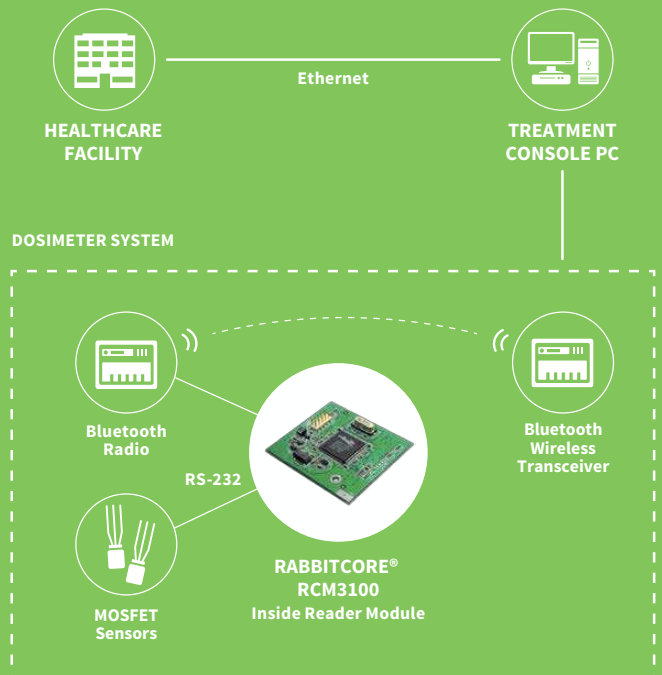 Ethernet
HEALTHCARE
FACILITY
TREATMENT
CONSOLE PC
DOSIMETER SYSTEM
Bluetooth
Radio
Bluetooth
Wireless
Transceiver
RS-232
RABBITCORE®
RCM3100
Inside Reader Module
MOSFET
Sensors